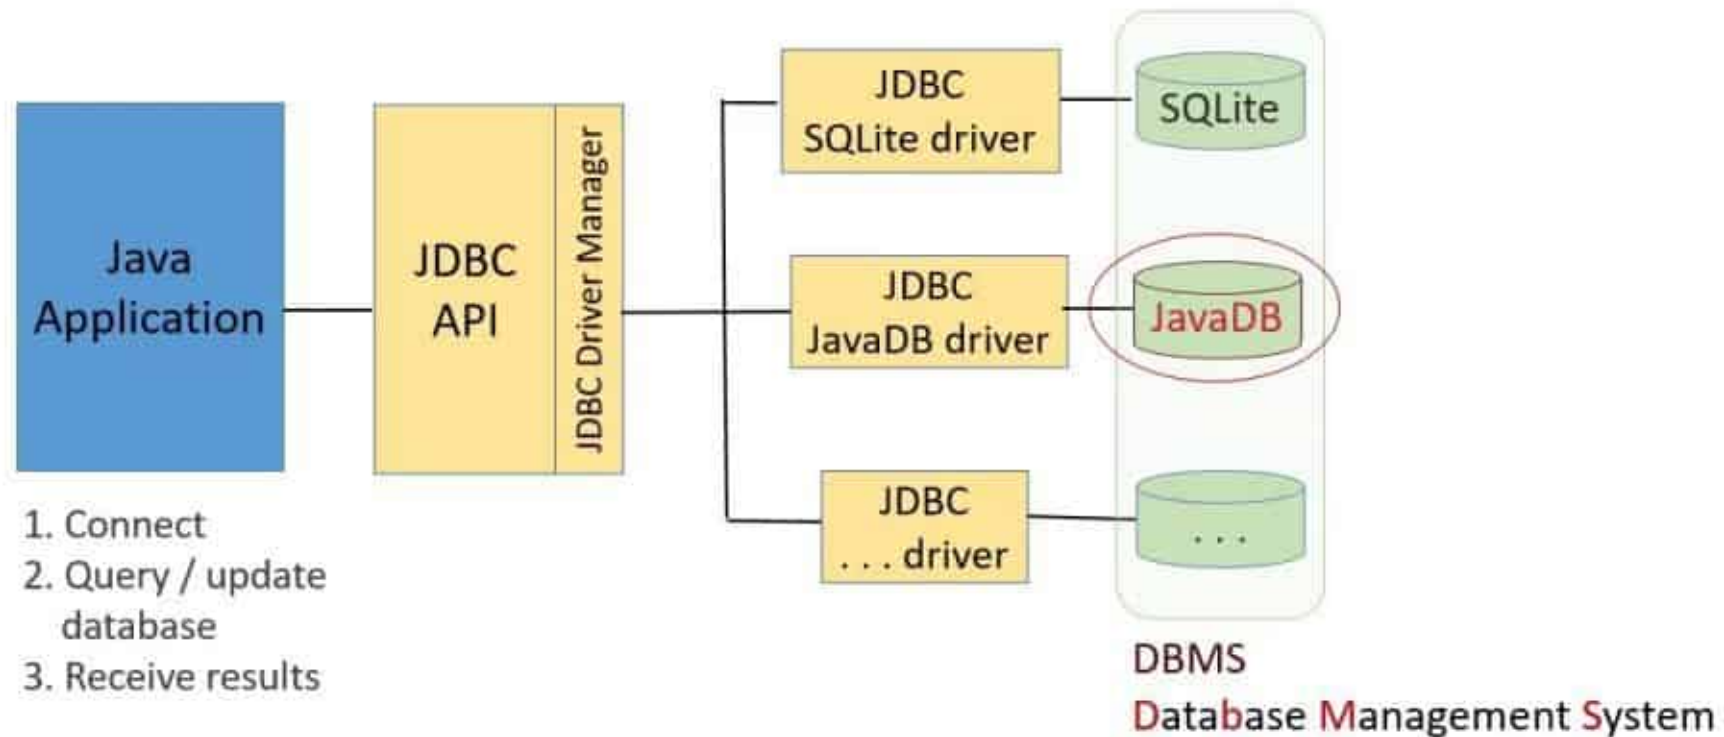 Java
Application
JDBC
API
JDBC Driver Manager
JDBC
SQLite driver
SQLite
JDBC
JavaDB driver
JavaDB
JDBC
. . . driver
. . .
1. Connect
2. Query / update
database
3. Receive results
DBMS
Database Management System